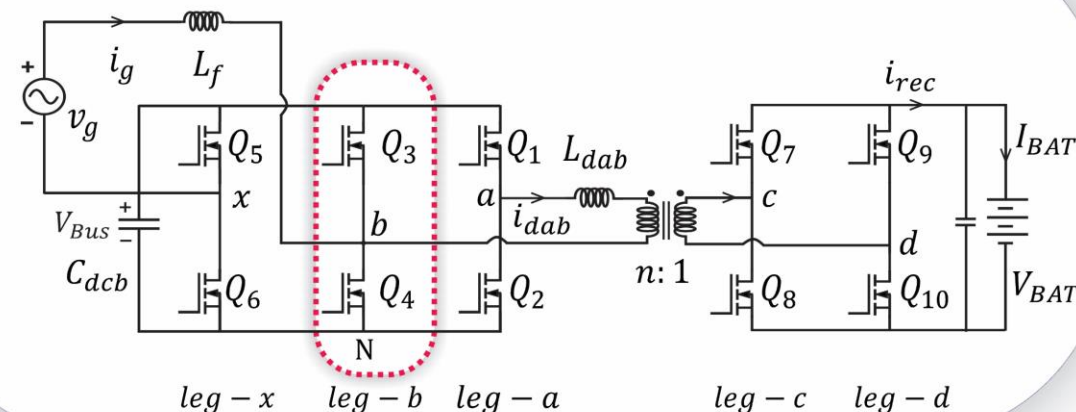 +
i_g
L_f
v_g
-
Q_5
Q_3
Q_1
x
+
V_Bus
-
C_dcb
b
a
L_dab
i_dab
n: 1
Q_6
Q_4
Q_2
N
i_rec
I_BAT
Q_7
Q_9
c
d
Q_8
Q_10
V_BAT
leg - x leg - b leg - a leg - c leg - d